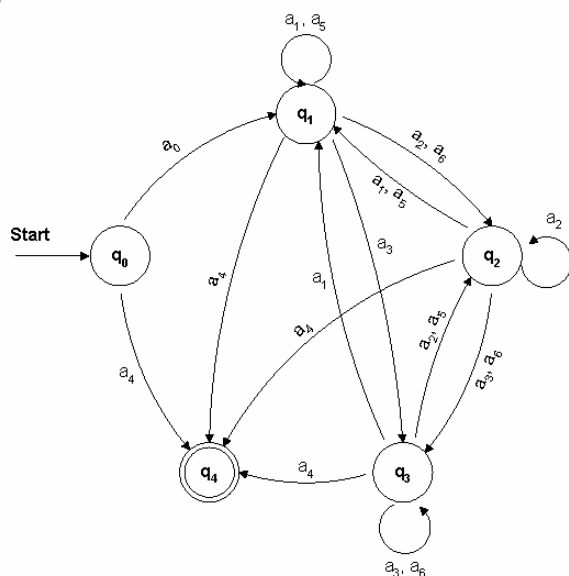 a₁, a₅
q₁
a₀
a₂, a₆
a₁, a₅
a₂
Start
q₀
a₃
q₂
a₄
a₁
a₄
a₂, a₅
a₃, a₆
a₄
q₄
a₄
q₃
a₃, a₆